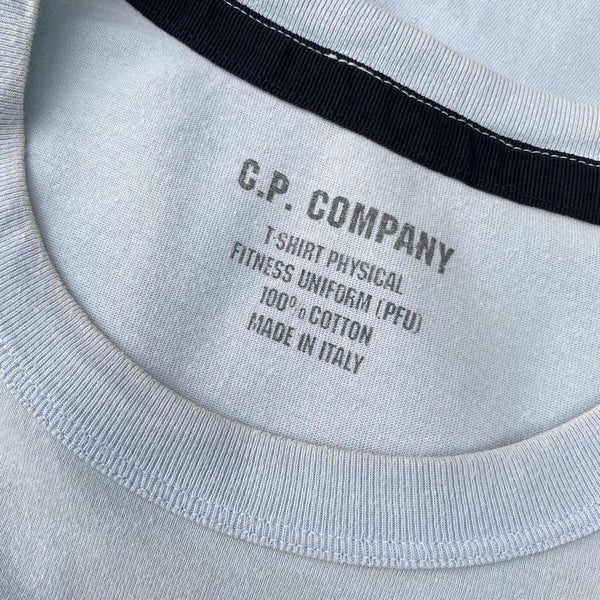 C.P. COMPANY
T-SHIRT PHYSICAL
FITNESS UNIFORM (PFU)
100% COTTON
MADE IN ITALY